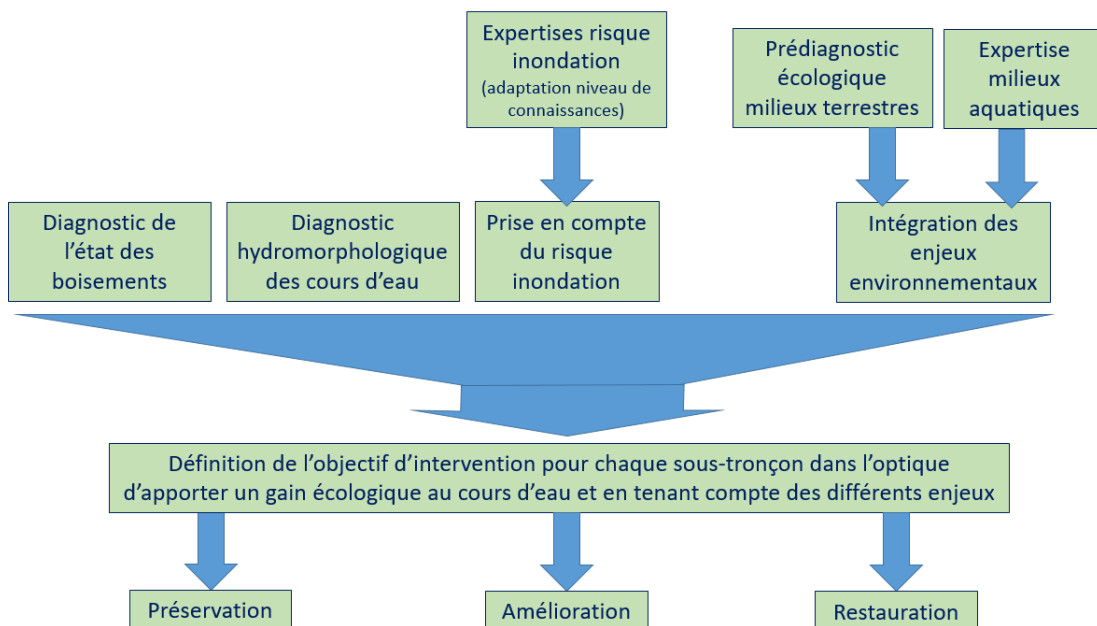 Expertises risque
inondation
(adaptation niveau de
connaissances)
Prédiagnostic
écologique
milieux terrestres
Expertise
milieux
aquatiques
Diagnostic de
l’état des
boisements
Diagnostic
hydromorphologique
des cours d’eau
Prise en compte
du risque
inondation
Intégration des
enjeux
environnementaux
Définition de l’objectif d’intervention pour chaque sous-tronçon dans l’optique
d’apporter un gain écologique au cours d’eau et en tenant compte des différents enjeux
Préservation
Amélioration
Restauration